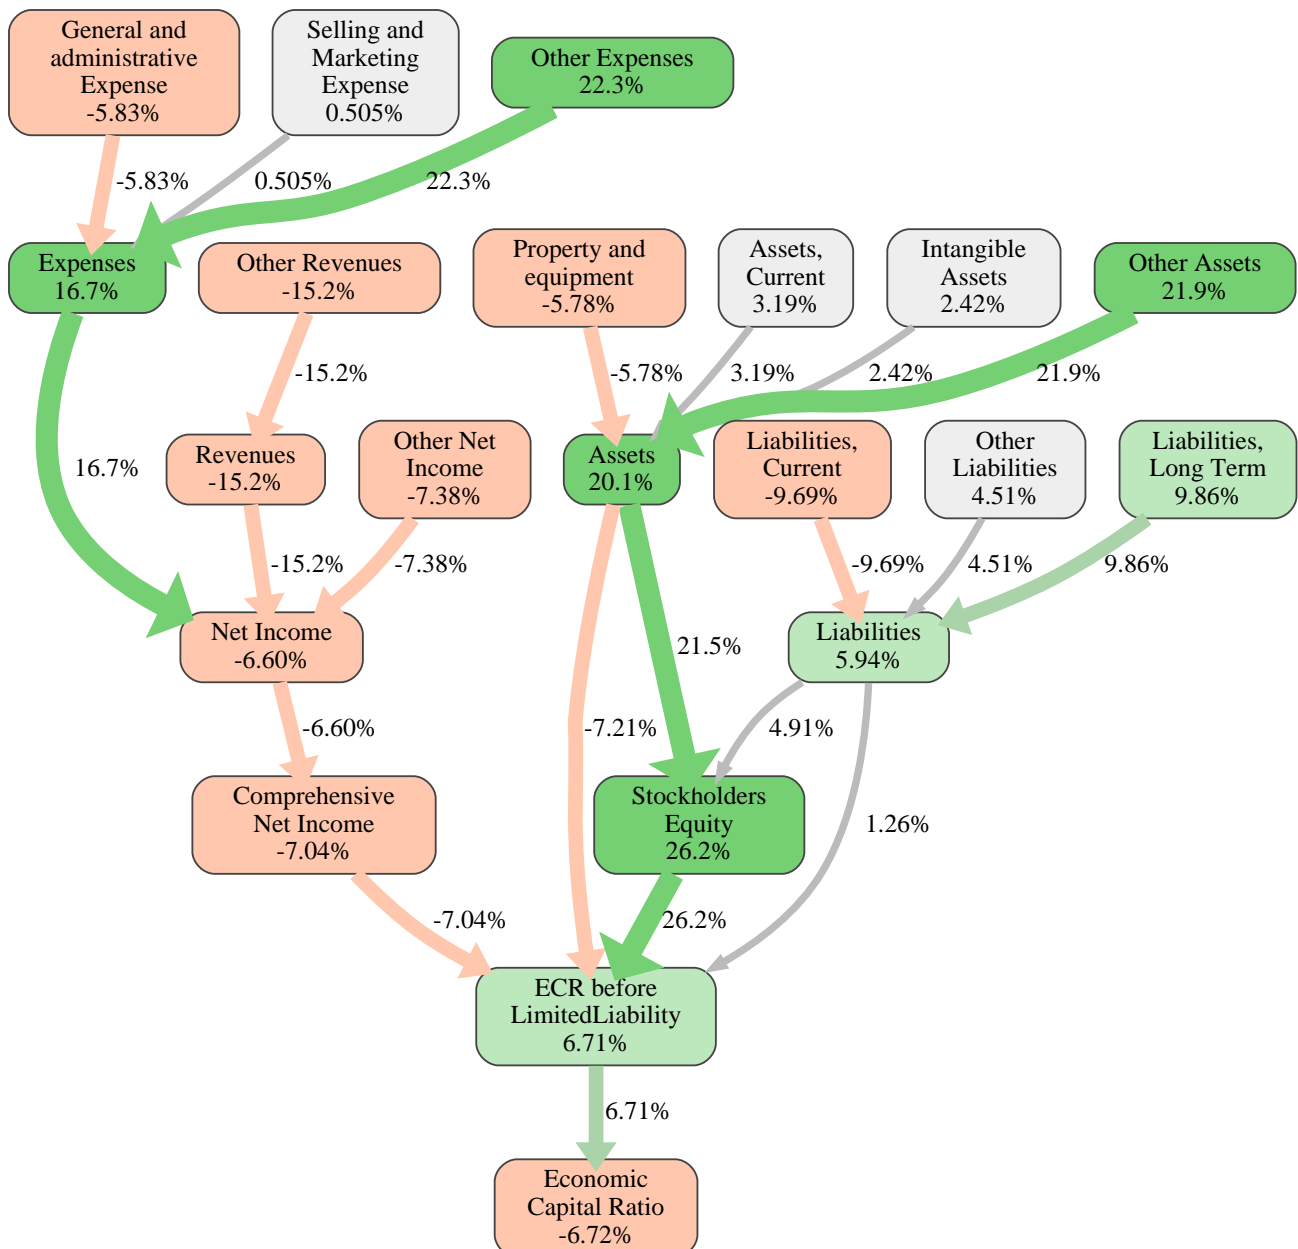 General and
administrative
Expense
-5.83%
Selling and
Marketing
Expense
0.505%
Other Expenses
22.3%
-5.83%
0.505%
22.3%
Expenses
16.7%
Other Revenues
-15.2%
Property and
equipment
-5.78%
Assets,
Current
3.19%
Intangible
Assets
2.42%
Other Assets
21.9%
-15.2%
-5.78%
3.19%
2.42%
21.9%
16.7%
Revenues
-15.2%
Other Net
Income
-7.38%
Assets
20.1%
Liabilities,
Current
-9.69%
Other
Liabilities
4.51%
Liabilities,
Long Term
9.86%
-15.2%
-7.38%
-9.69%
4.51%
9.86%
Net Income
-6.60%
21.5%
Liabilities
5.94%
-6.60%
-7.21%
4.91%
Comprehensive
Net Income
-7.04%
Stockholders
Equity
26.2%
1.26%
-7.04%
26.2%
ECR before
LimitedLiability
6.71%
6.71%
Economic
Capital Ratio
-6.72%